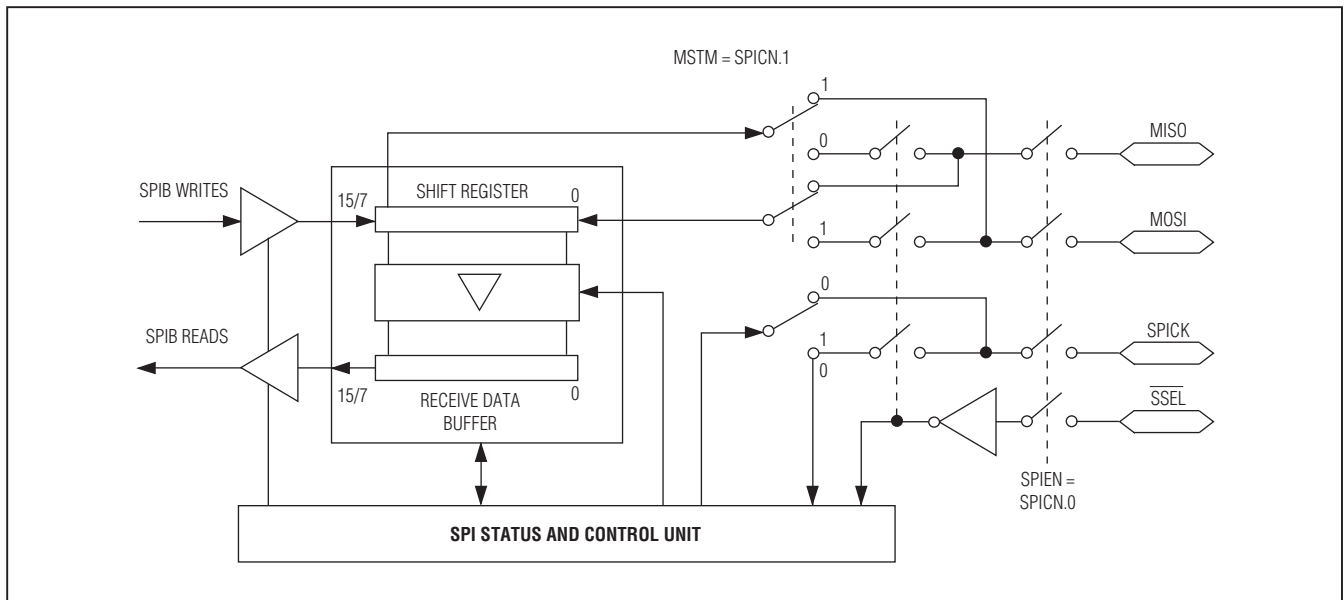 MSTM = SPICN.1
1
MISO
0
SPIB WRITES
15/7
SHIFT REGISTER
0
MOSI
1
0
SPIB READS
SPICK
1
0
15/7
0
RECEIVE DATA
BUFFER
SSEL
SPIEN =
SPICN.0
SPI STATUS AND CONTROL UNIT